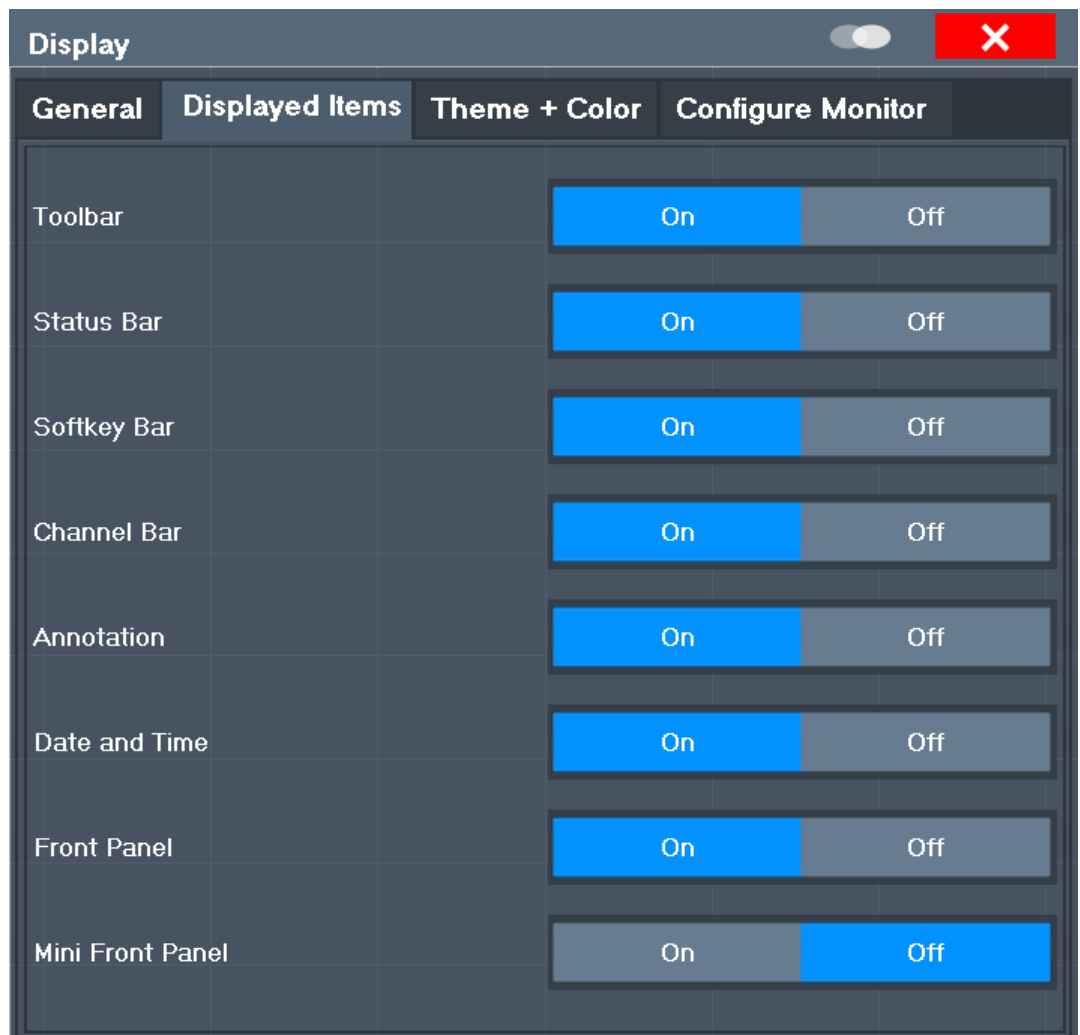 Display
General Displayed Items Theme + Color Configure Monitor
Toolbar On Off
Status Bar On Off
Softkey Bar On Off
Channel Bar On Off
Annotation On Off
Date and Time On Off
Front Panel On Off
Mini Front Panel On Off